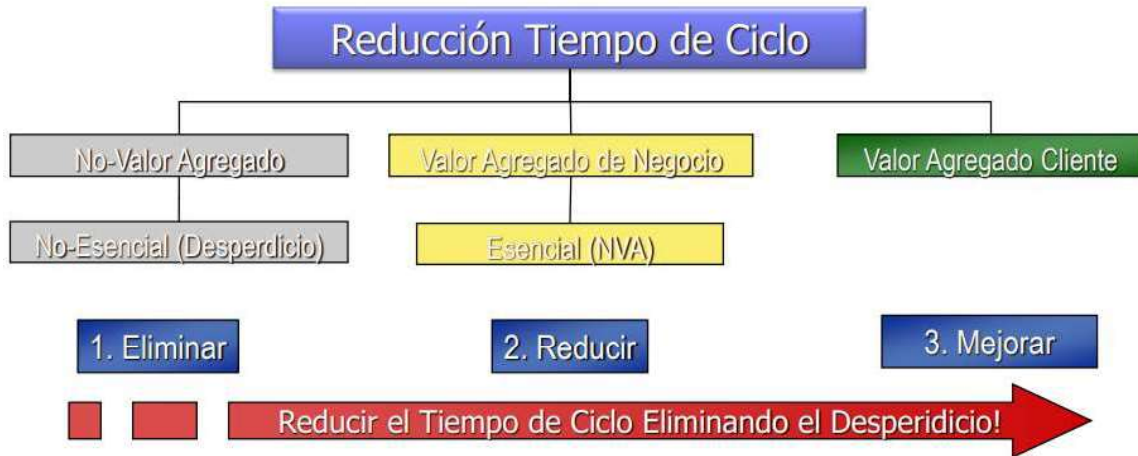 Reducción Tiempo de Ciclo
No-Valor Agregado
Valor Agregado de Negocio
Valor Agregado Cliente
No-Esencial (Desperdicio)
Esencial (NVA)
1. Eliminar
2. Reducir
3. Mejorar
Reducir el Tiempo de Ciclo Eliminando el Desperidicio!